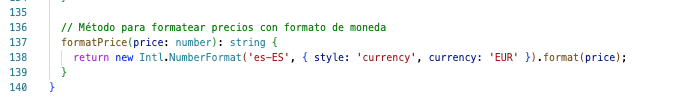 135
136 // Método para formatear precios con formato de moneda
137 formatPrice(price: number): string {
138 return new Intl.NumberFormat('es-ES', { style: 'currency', currency: 'EUR' }).format(price);
139 }
140 }